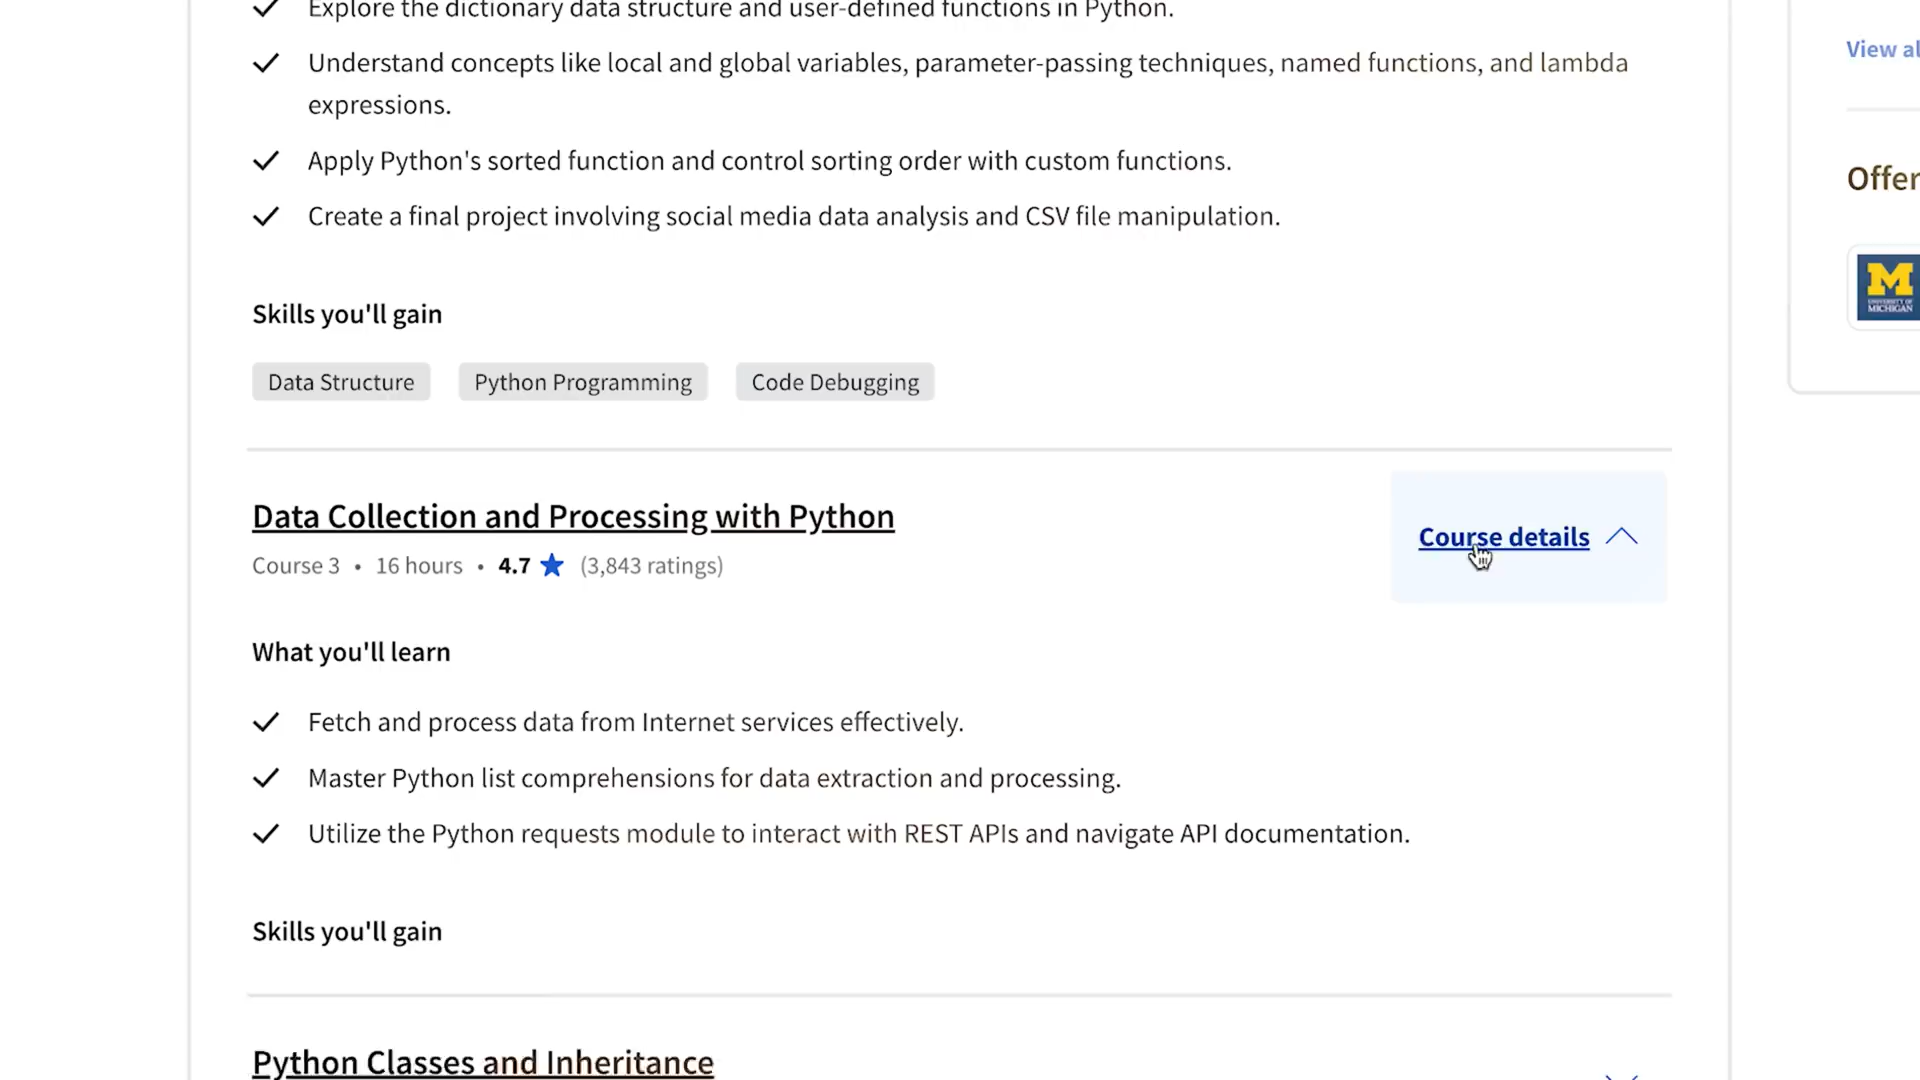 Explore the dictionary data structure and user-defined functions in Python.
Understand concepts like local and global variables, parameter-passing techniques, named functions, and lambda
expressions.
Apply Python's sorted function and control sorting order with custom functions.
Create a final project involving social media data analysis and CSV file manipulation.
Skills you'll gain
Data Structure Python Programming Code Debugging
Data Collection and Processing with Python
Course 3 • 16 hours • 4.7 ★ (3,843 ratings)
Course details
What you'll learn
Fetch and process data from Internet services effectively.
Master Python list comprehensions for data extraction and processing.
Utilize the Python requests module to interact with REST APIs and navigate API documentation.
Skills you'll gain
Python Classes and Inheritance
View al
Offer
M
UNIVERSITY OF
MICHIGAN